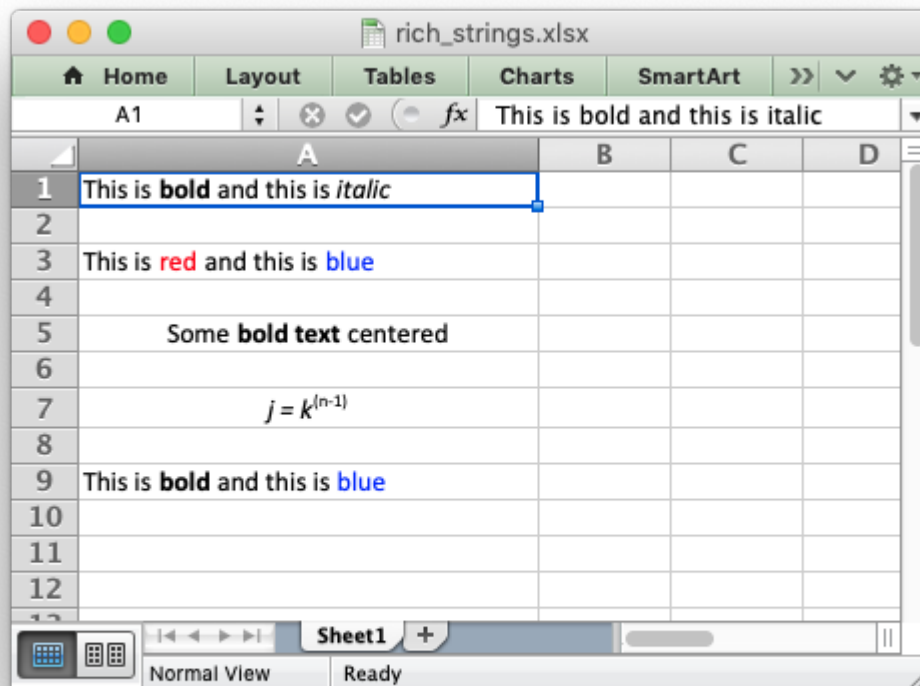 rich_strings.xlsx
Home Layout Tables Charts SmartArt
A1 fx This is bold and this is italic
A B C D
1 This is bold and this is italic
2
3 This is red and this is blue
4
5 Some bold text centered
6
7 j = k⁽ⁿ⁻¹⁾
8
9 This is bold and this is blue
10
11
12
Sheet1 +
Normal View Ready